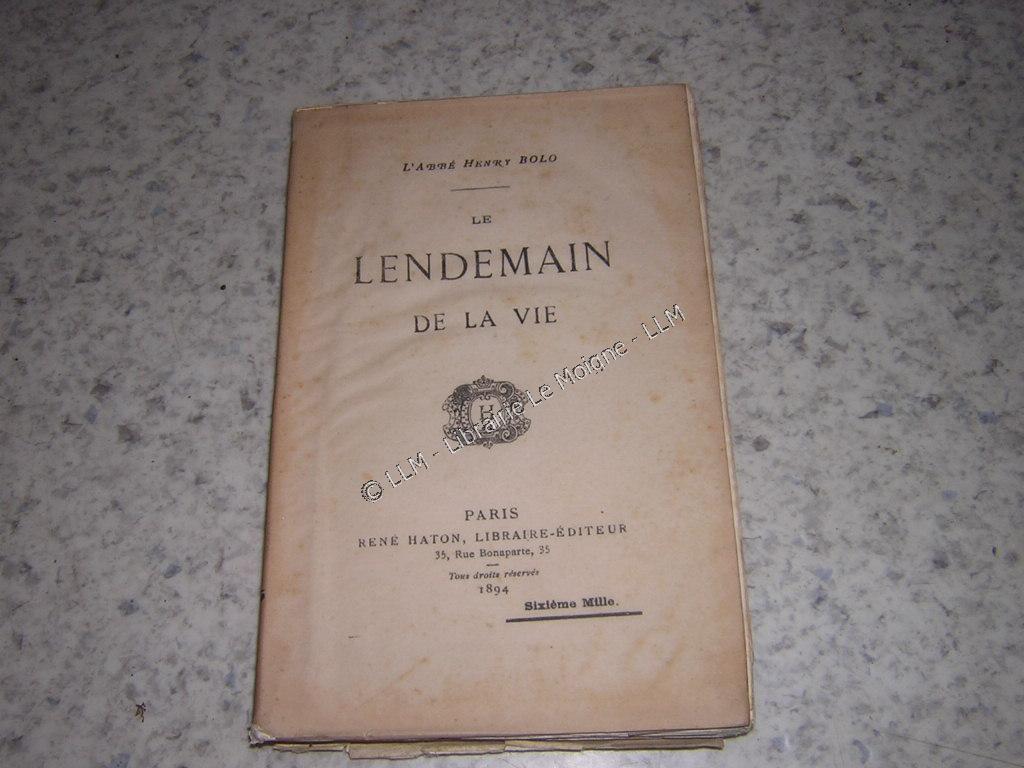 L'ABBÉ HENRY BOLO
LE
LENDEMAIN
DE LA VIE
H
© LLM - Librairie Le Moigne - LLM
PARIS
RENÉ HATON, LIBRAIRE-ÉDITEUR
35, Rue Bonaparte, 35
Tous droits réservés
1894
Sixième Mille.